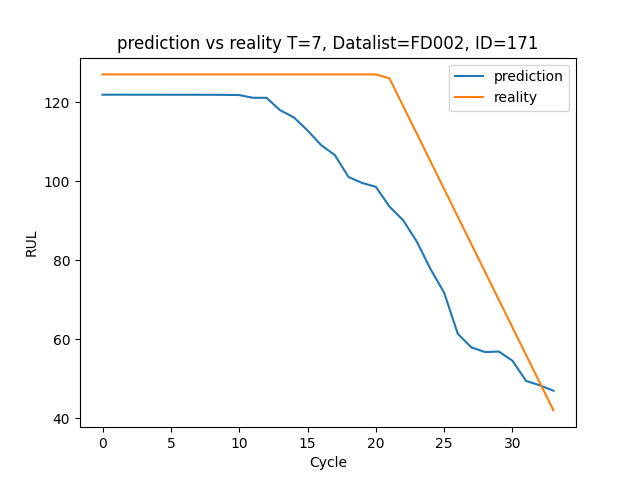 prediction vs reality T=7, Datalist=FD002, ID=171
prediction
reality
120
100
80
60
40
RUL
0 5 10 15 20 25 30
Cycle